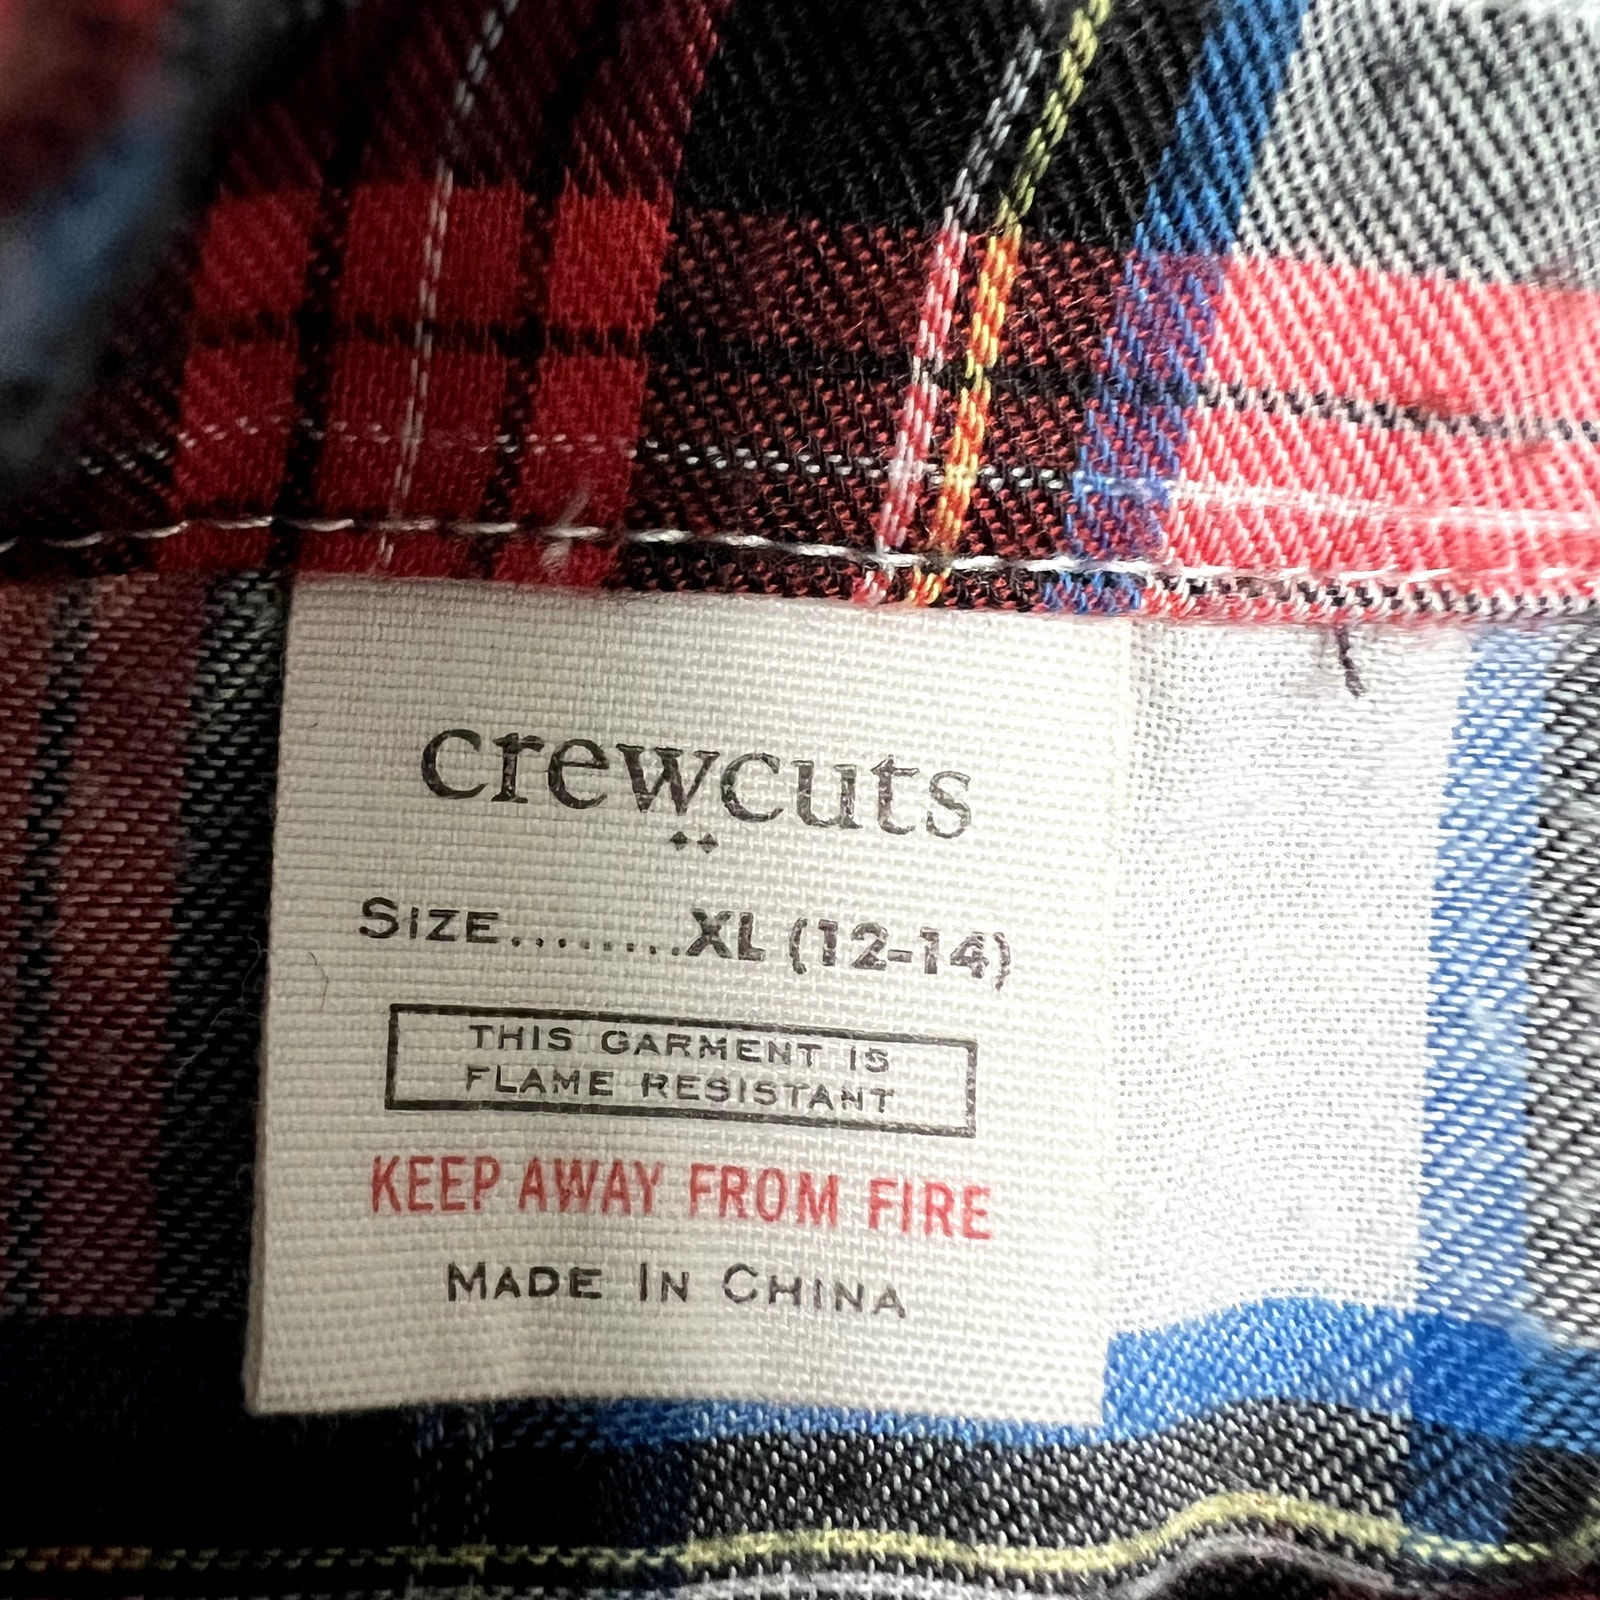 crewcuts
SIZE........XL (12-14)
THIS GARMENT IS
FLAME RESISTANT
KEEP AWAY FROM FIRE
MADE IN CHINA